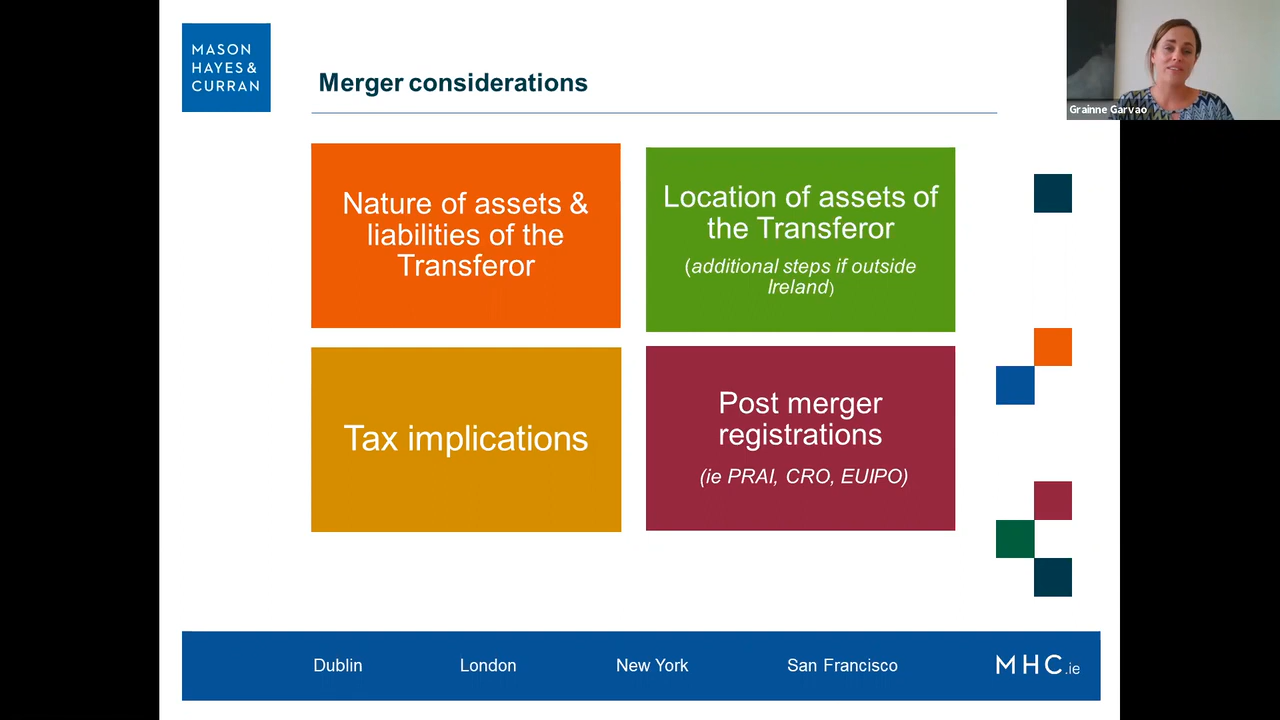 MASON
HAYES &
CURRAN
Merger considerations
Grainne Garvao
Nature of assets &
liabilities of the
Transferor
Location of assets of
the Transferor
(additional steps if outside
Ireland)
Tax implications
Post merger
registrations
(ie PRAI, CRO, EUIPO)
Dublin
London
New York
San Francisco
MHC.ie